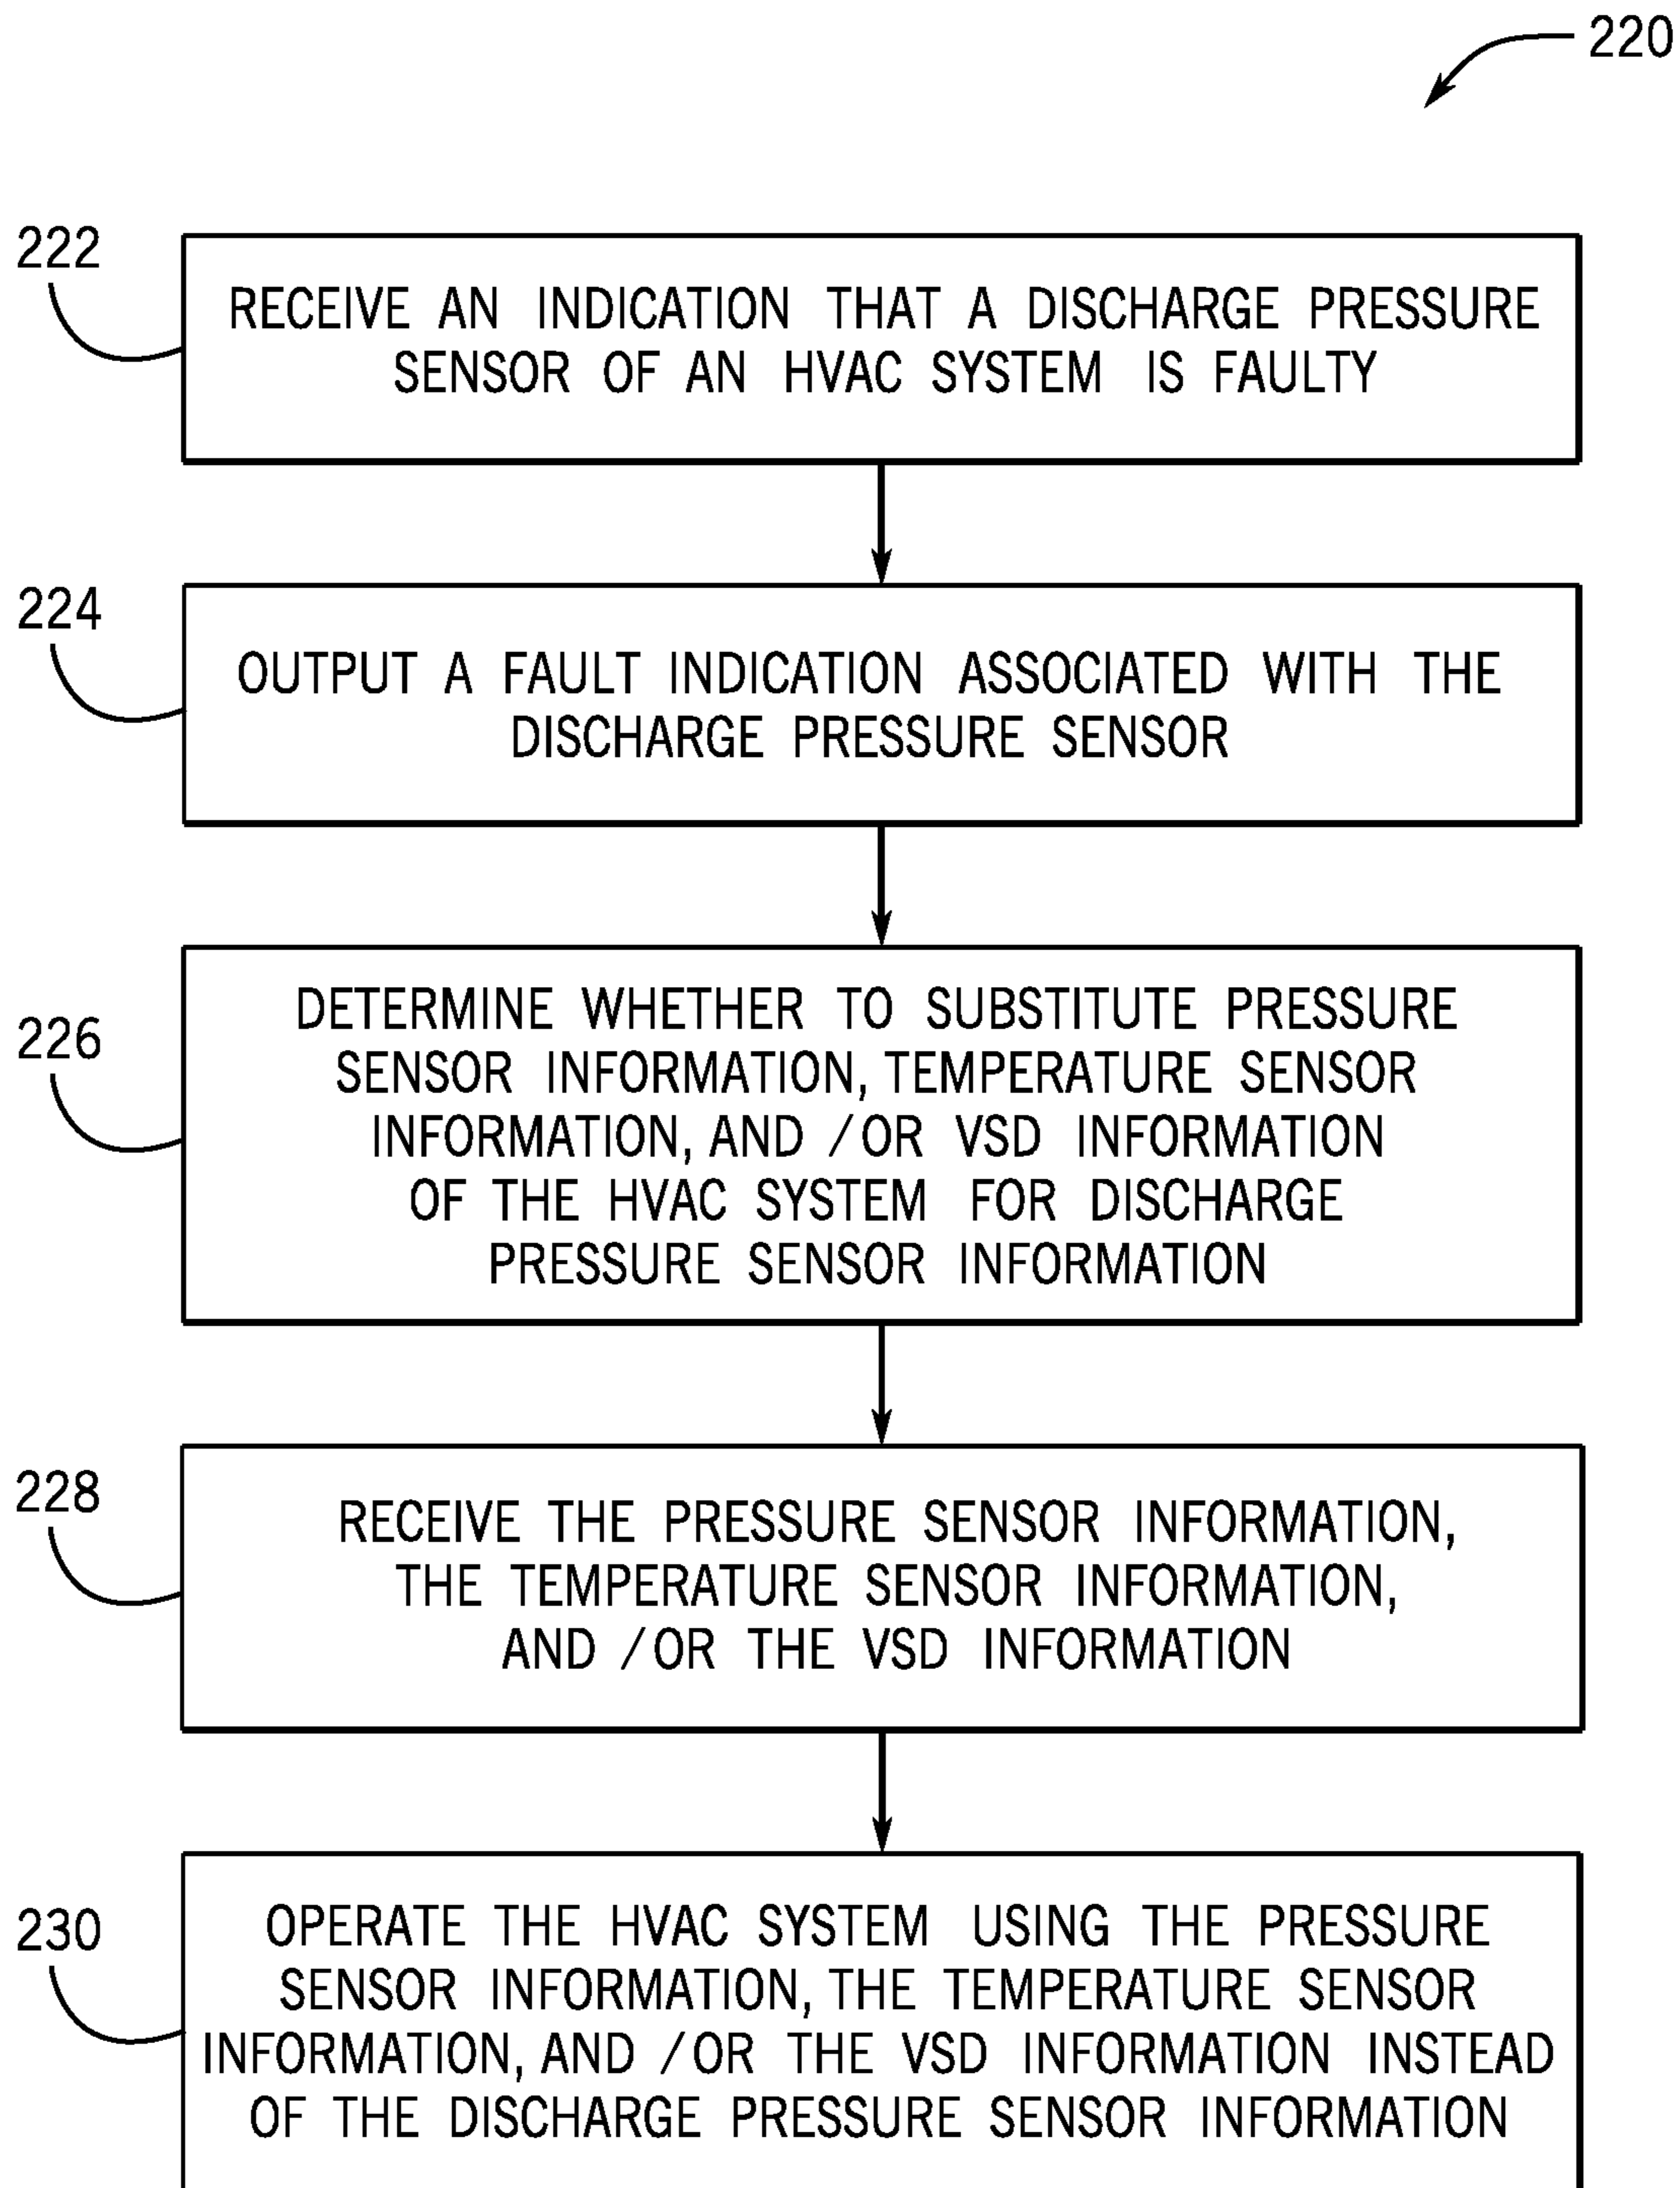 220
222
RECEIVE AN INDICATION THAT A DISCHARGE PRESSURE
SENSOR OF AN HVAC SYSTEM IS FAULTY
224
OUTPUT A FAULT INDICATION ASSOCIATED WITH THE
DISCHARGE PRESSURE SENSOR
226
DETERMINE WHETHER TO SUBSTITUTE PRESSURE
SENSOR INFORMATION, TEMPERATURE SENSOR
INFORMATION, AND /OR VSD INFORMATION
OF THE HVAC SYSTEM FOR DISCHARGE
PRESSURE SENSOR INFORMATION
228
RECEIVE THE PRESSURE SENSOR INFORMATION,
THE TEMPERATURE SENSOR INFORMATION,
AND /OR THE VSD INFORMATION
230
OPERATE THE HVAC SYSTEM USING THE PRESSURE
SENSOR INFORMATION, THE TEMPERATURE SENSOR
INFORMATION, AND /OR THE VSD INFORMATION INSTEAD
OF THE DISCHARGE PRESSURE SENSOR INFORMATION